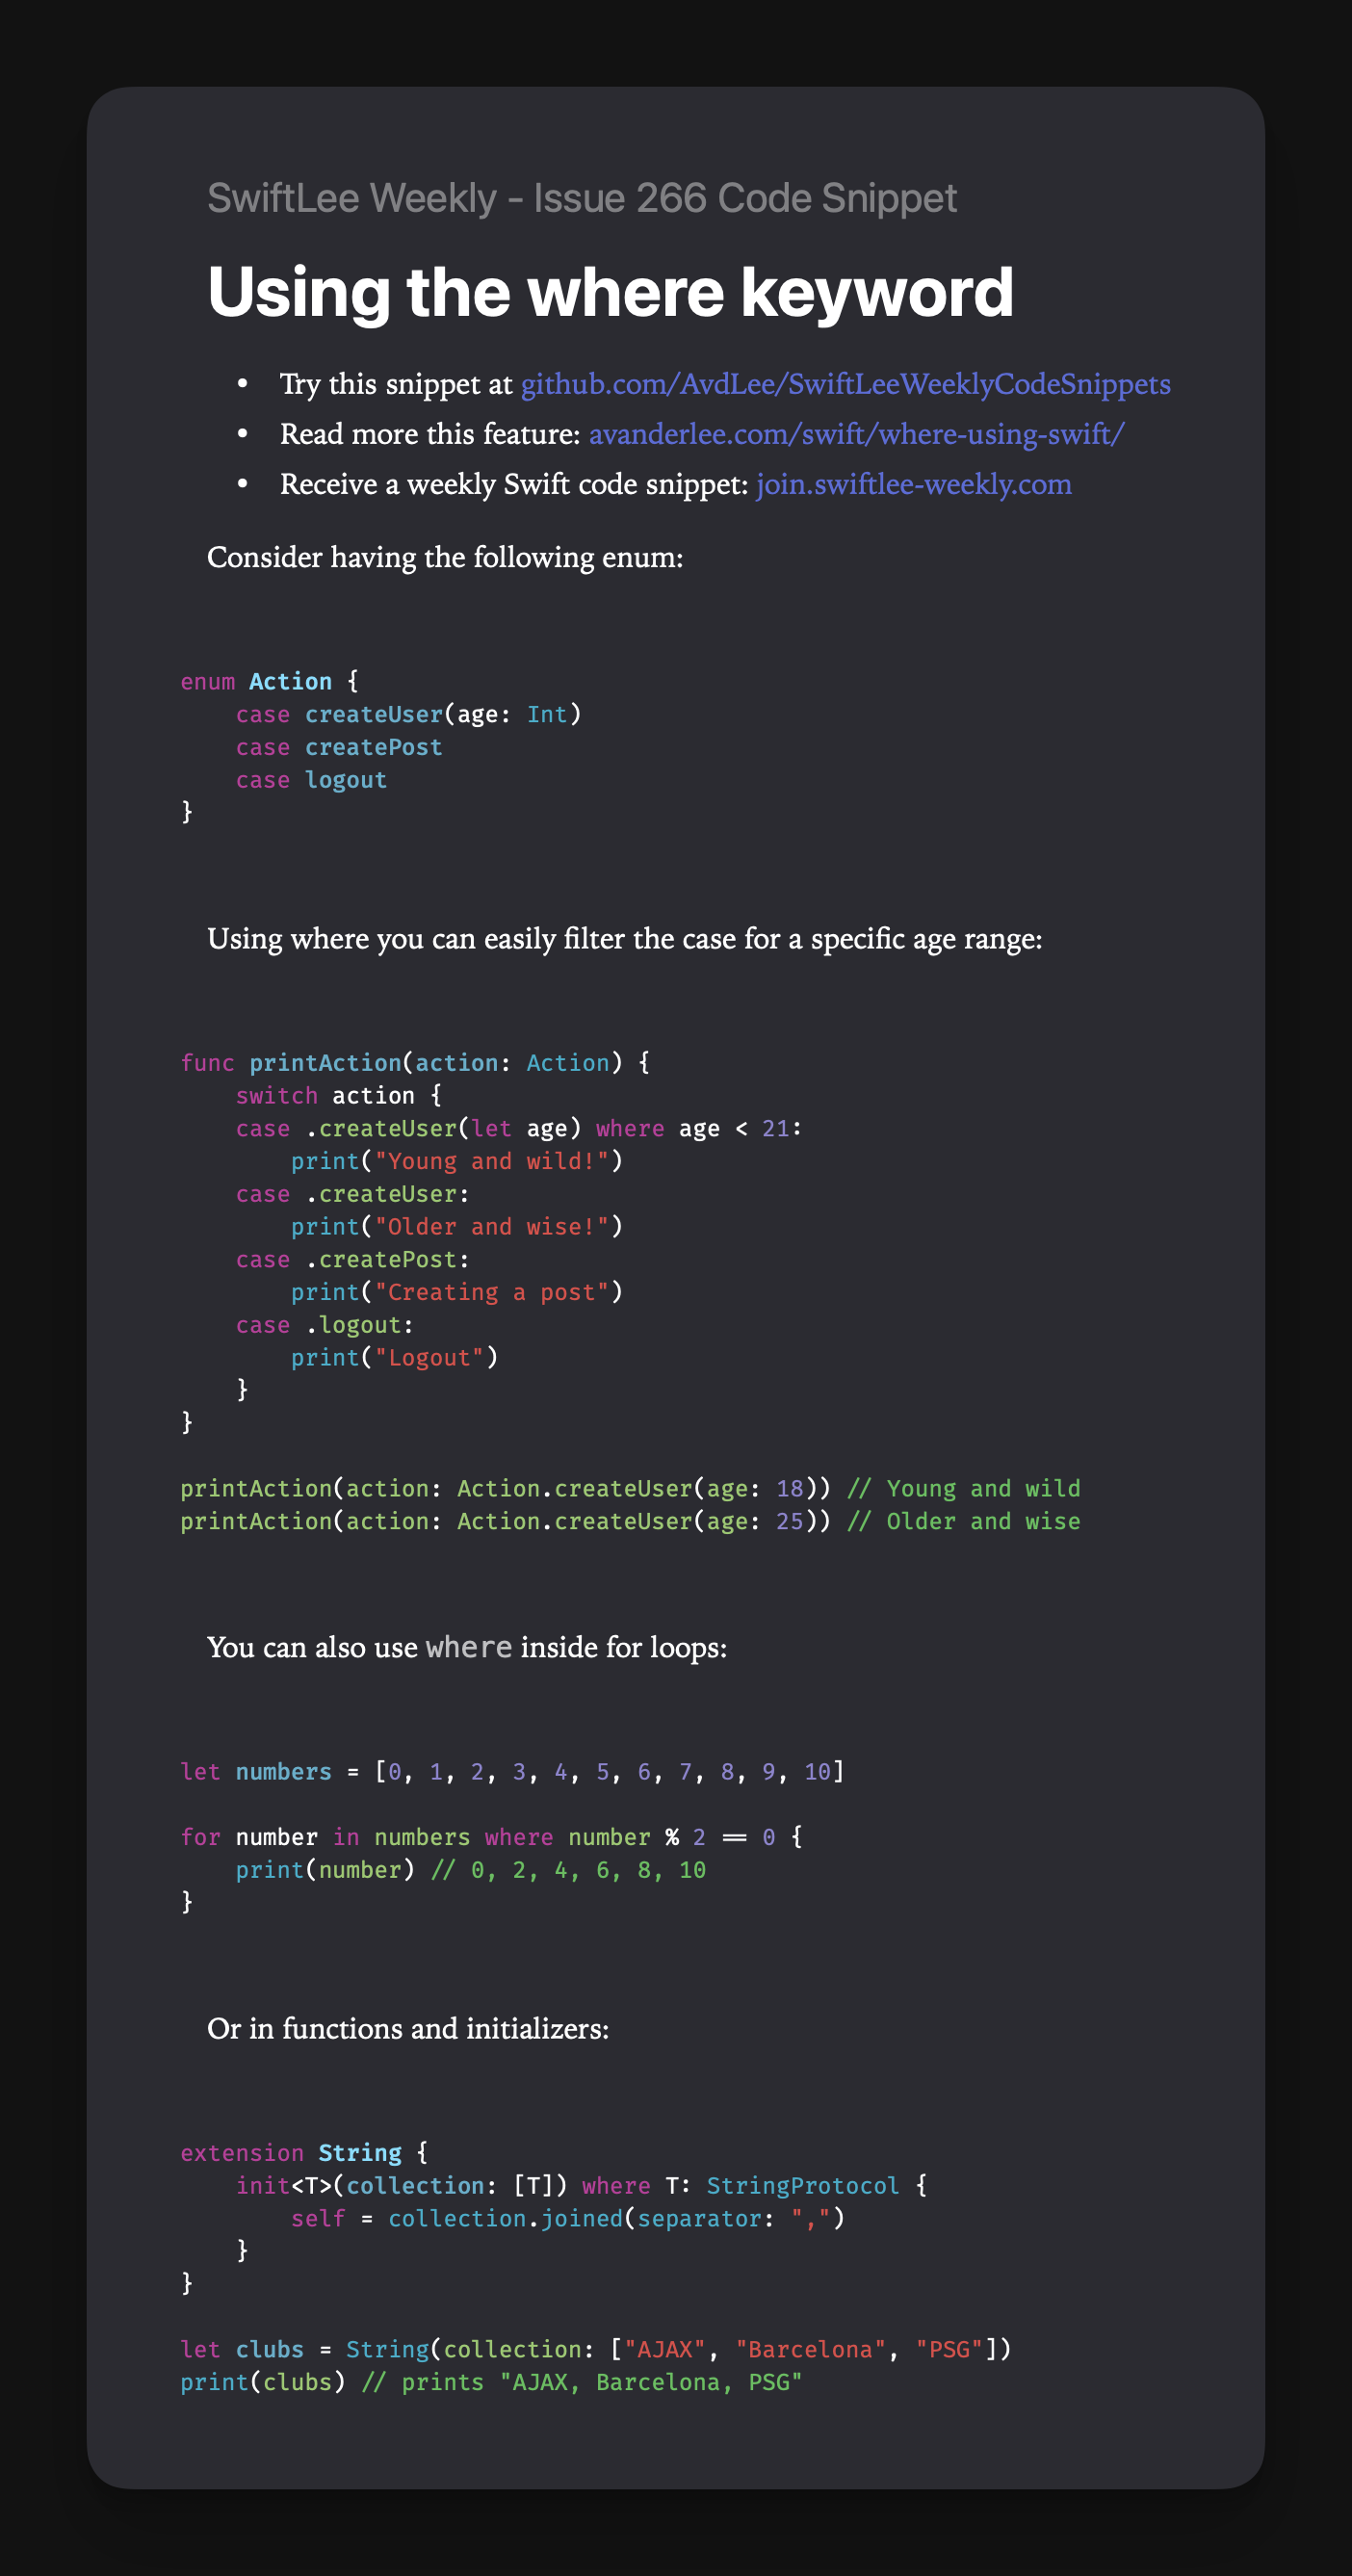 SwiftLee Weekly - Issue 266 Code Snippet
Using the where keyword
• Try this snippet at github.com/AvdLee/SwiftLeeWeeklyCodeSnippets
• Read more this feature: avanderlee.com/swift/where-using-swift/
• Receive a weekly Swift code snippet: join.swiftlee-weekly.com
Consider having the following enum:
enum Action {
    case createUser(age: Int)
    case createPost
    case logout
}
Using where you can easily filter the case for a specific age range:
func printAction(action: Action) {
    switch action {
    case .createUser(let age) where age < 21:
        print("Young and wild!")
    case .createUser:
        print("Older and wise!")
    case .createPost:
        print("Creating a post")
    case .logout:
        print("Logout")
    }
}
printAction(action: Action.createUser(age: 18)) // Young and wild
printAction(action: Action.createUser(age: 25)) // Older and wise
You can also use where inside for loops:
let numbers = [0, 1, 2, 3, 4, 5, 6, 7, 8, 9, 10]
for number in numbers where number % 2 == 0 {
    print(number) // 0, 2, 4, 6, 8, 10
}
Or in functions and initializers:
extension String {
    init<T>(collection: [T]) where T: StringProtocol {
        self = collection.joined(separator: ",")
    }
}
let clubs = String(collection: ["AJAX", "Barcelona", "PSG"])
print(clubs) // prints "AJAX, Barcelona, PSG"